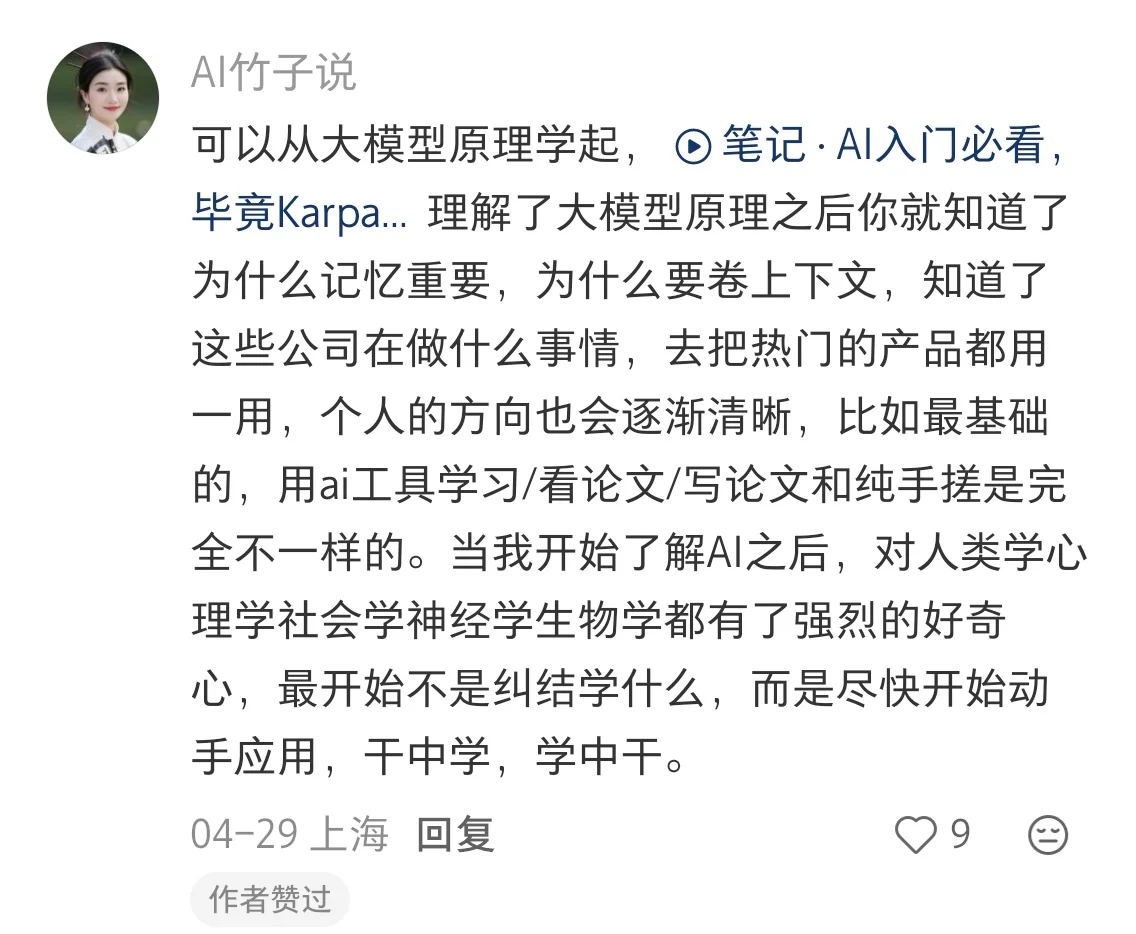 AI竹子说
可以从大模型原理学起， 笔记 · AI入门必看，
毕竟Karpa... 理解了大模型原理之后你就知道了
为什么记忆重要，为什么要卷上下文，知道了
这些公司在做什么事情，去把热门的产品都用
一用，个人的方向也会逐渐清晰，比如最基础
的，用ai工具学习/看论文/写论文和纯手搓是完
全不一样的。当我开始了解AI之后，对人类学心
理学社会学神经学生物学都有了强烈的好奇
心，最开始不是纠结学什么，而是尽快开始动
手应用，干中学，学中干。
04-29 上海 回复 9
作者赞过